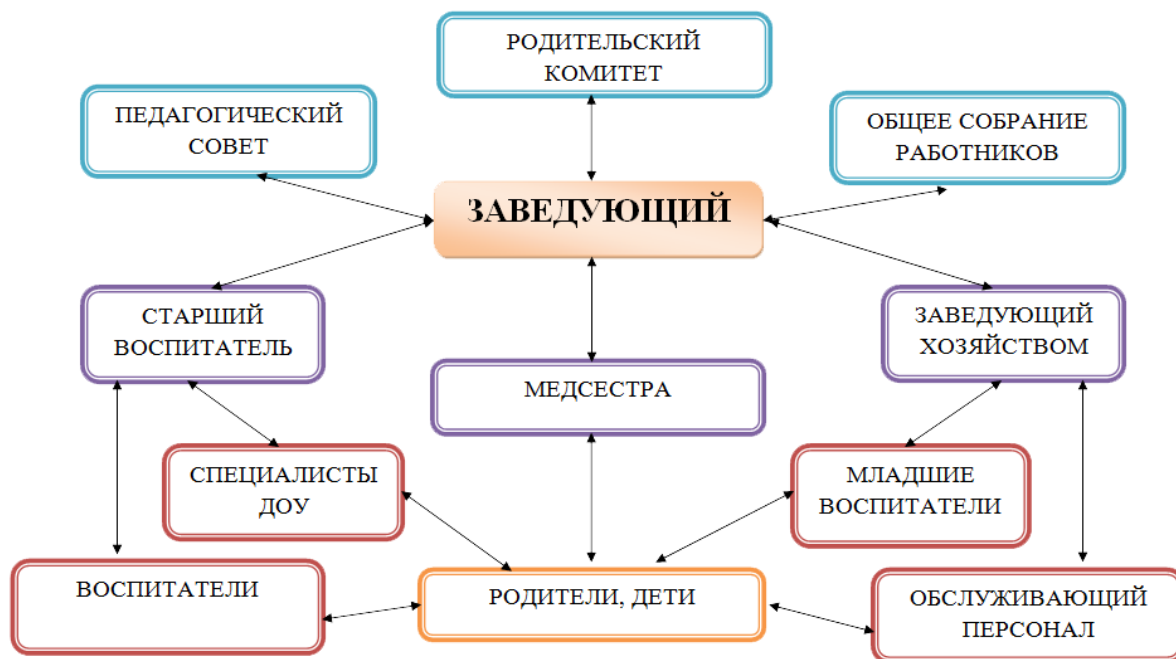 РОДИТЕЛЬСКИЙ
КОМИТЕТ
ПЕДАГОГИЧЕСКИЙ
СОВЕТ
ОБЩЕЕ СОБРАНИЕ
РАБОТНИКОВ
ЗАВЕДУЮЩИЙ
СТАРШИЙ
ВОСПИТАТЕЛЬ
МЕДСЕСТРА
ЗАВЕДУЮЩИЙ
ХОЗЯЙСТВОМ
СПЕЦИАЛИСТЫ
ДОУ
МЛАДШИЕ
ВОСПИТАТЕЛИ
ВОСПИТАТЕЛИ
РОДИТЕЛИ, ДЕТИ
ОБСЛУЖИВАЮЩИЙ
ПЕРСОНАЛ